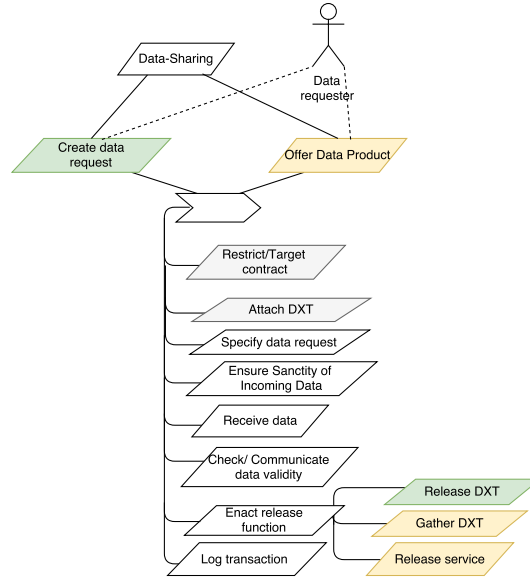 Data-Sharing
Data
requester
Create data
request
Offer Data Product
Restrict/Target
contract
Attach DXT
Specify data request
Ensure Sanctity of
Incoming Data
Receive data
Check/ Communicate
data validity
Enact release
function
Log transaction
Release DXT
Gather DXT
Release service